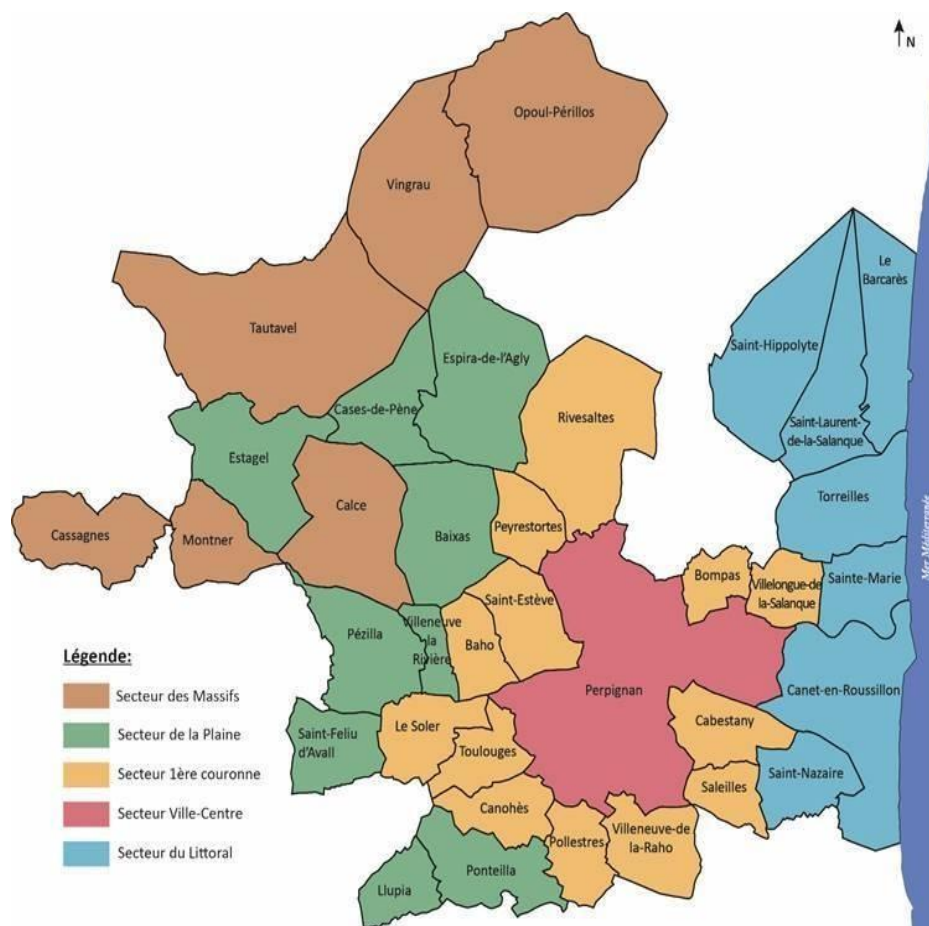 N
Opoul-Périllos
Vingrau
Le
Barcarès
Tautavel
Saint-Hippolyte
Espira-de-l'Agly
Cases-de-Pène
Rivesaltes
Saint-Laurent-
de-la-Salanque
Estagel
Torreilles
Calce
Peyrestortes
Cassagnes
Montner
Baixas
Mer Méditerranée
Bompas
Villelongue-de-
la-Salanque
Sainte-Marie
Saint-Estève
Pézilla
Villeneuve
la
Rivière
Baho
Perpignan
Canet-en-Roussillon
Légende:
Secteur des Massifs
Secteur de la Plaine
Secteur 1ère couronne
Secteur Ville-Centre
Secteur du Littoral
Saint-Feliu
d'Avall
Le Soler
Toulouges
Cabestany
Saint-Nazaire
Saleilles
Canohès
Pollestres
Villeneuve-de-
la-Raho
Ponteilla
Llupia